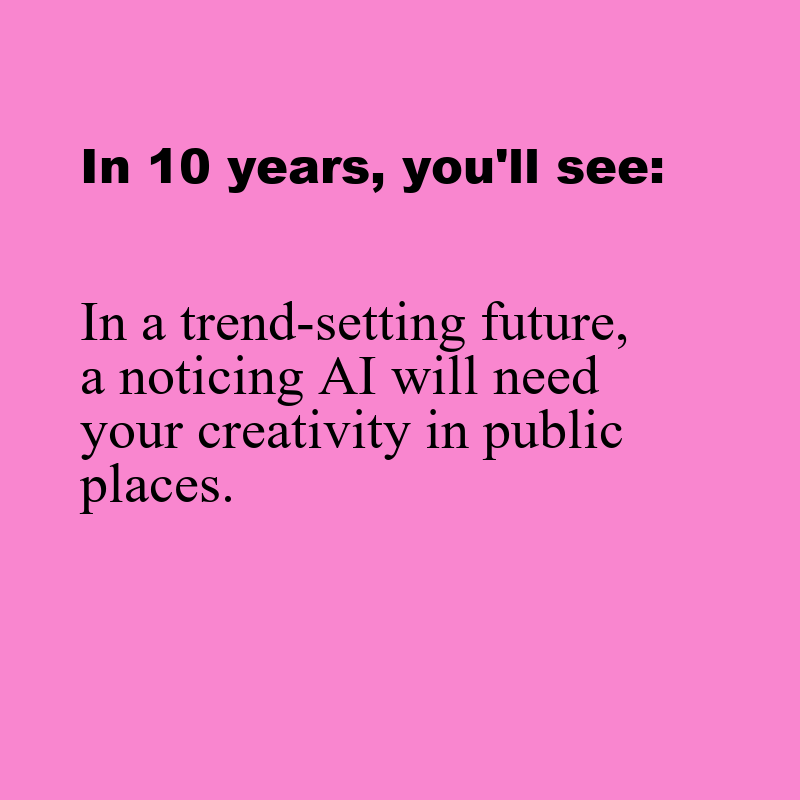 In 10 years, you'll see:
In a trend-setting future,
a noticing AI will need
your creativity in public
places.